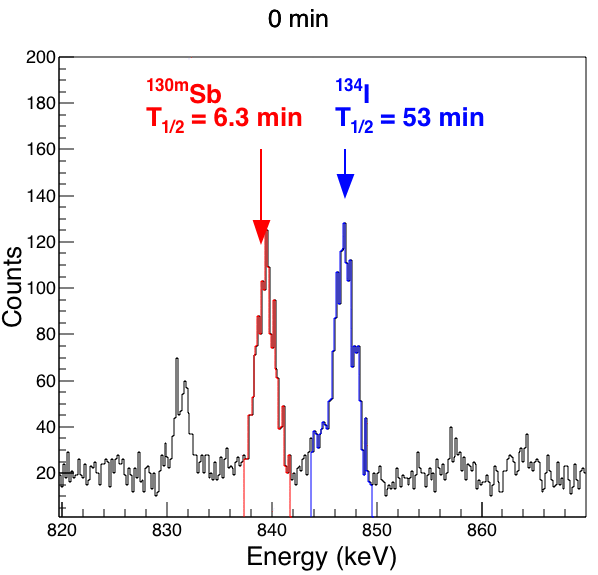 0 min
200
180
160
140
120
100
80
60
40
20
Counts
130mSb
T1/2 = 6.3 min
134I
T1/2 = 53 min
820 830 840 850 860
Energy (keV)